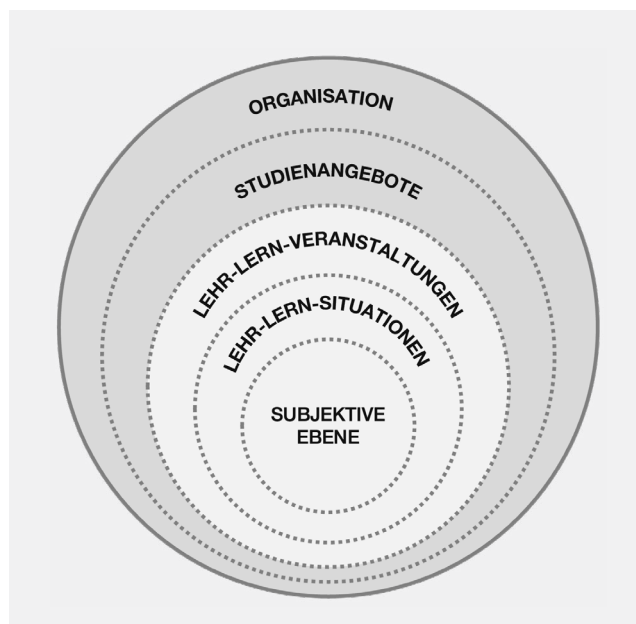 ORGANISATION
STUDIENANGEBOTE
LEHR-LERN-VERANSTALTUNGEN
LEHR-LERN-SITUATIONEN
SUBJEKTIVE
EBENE